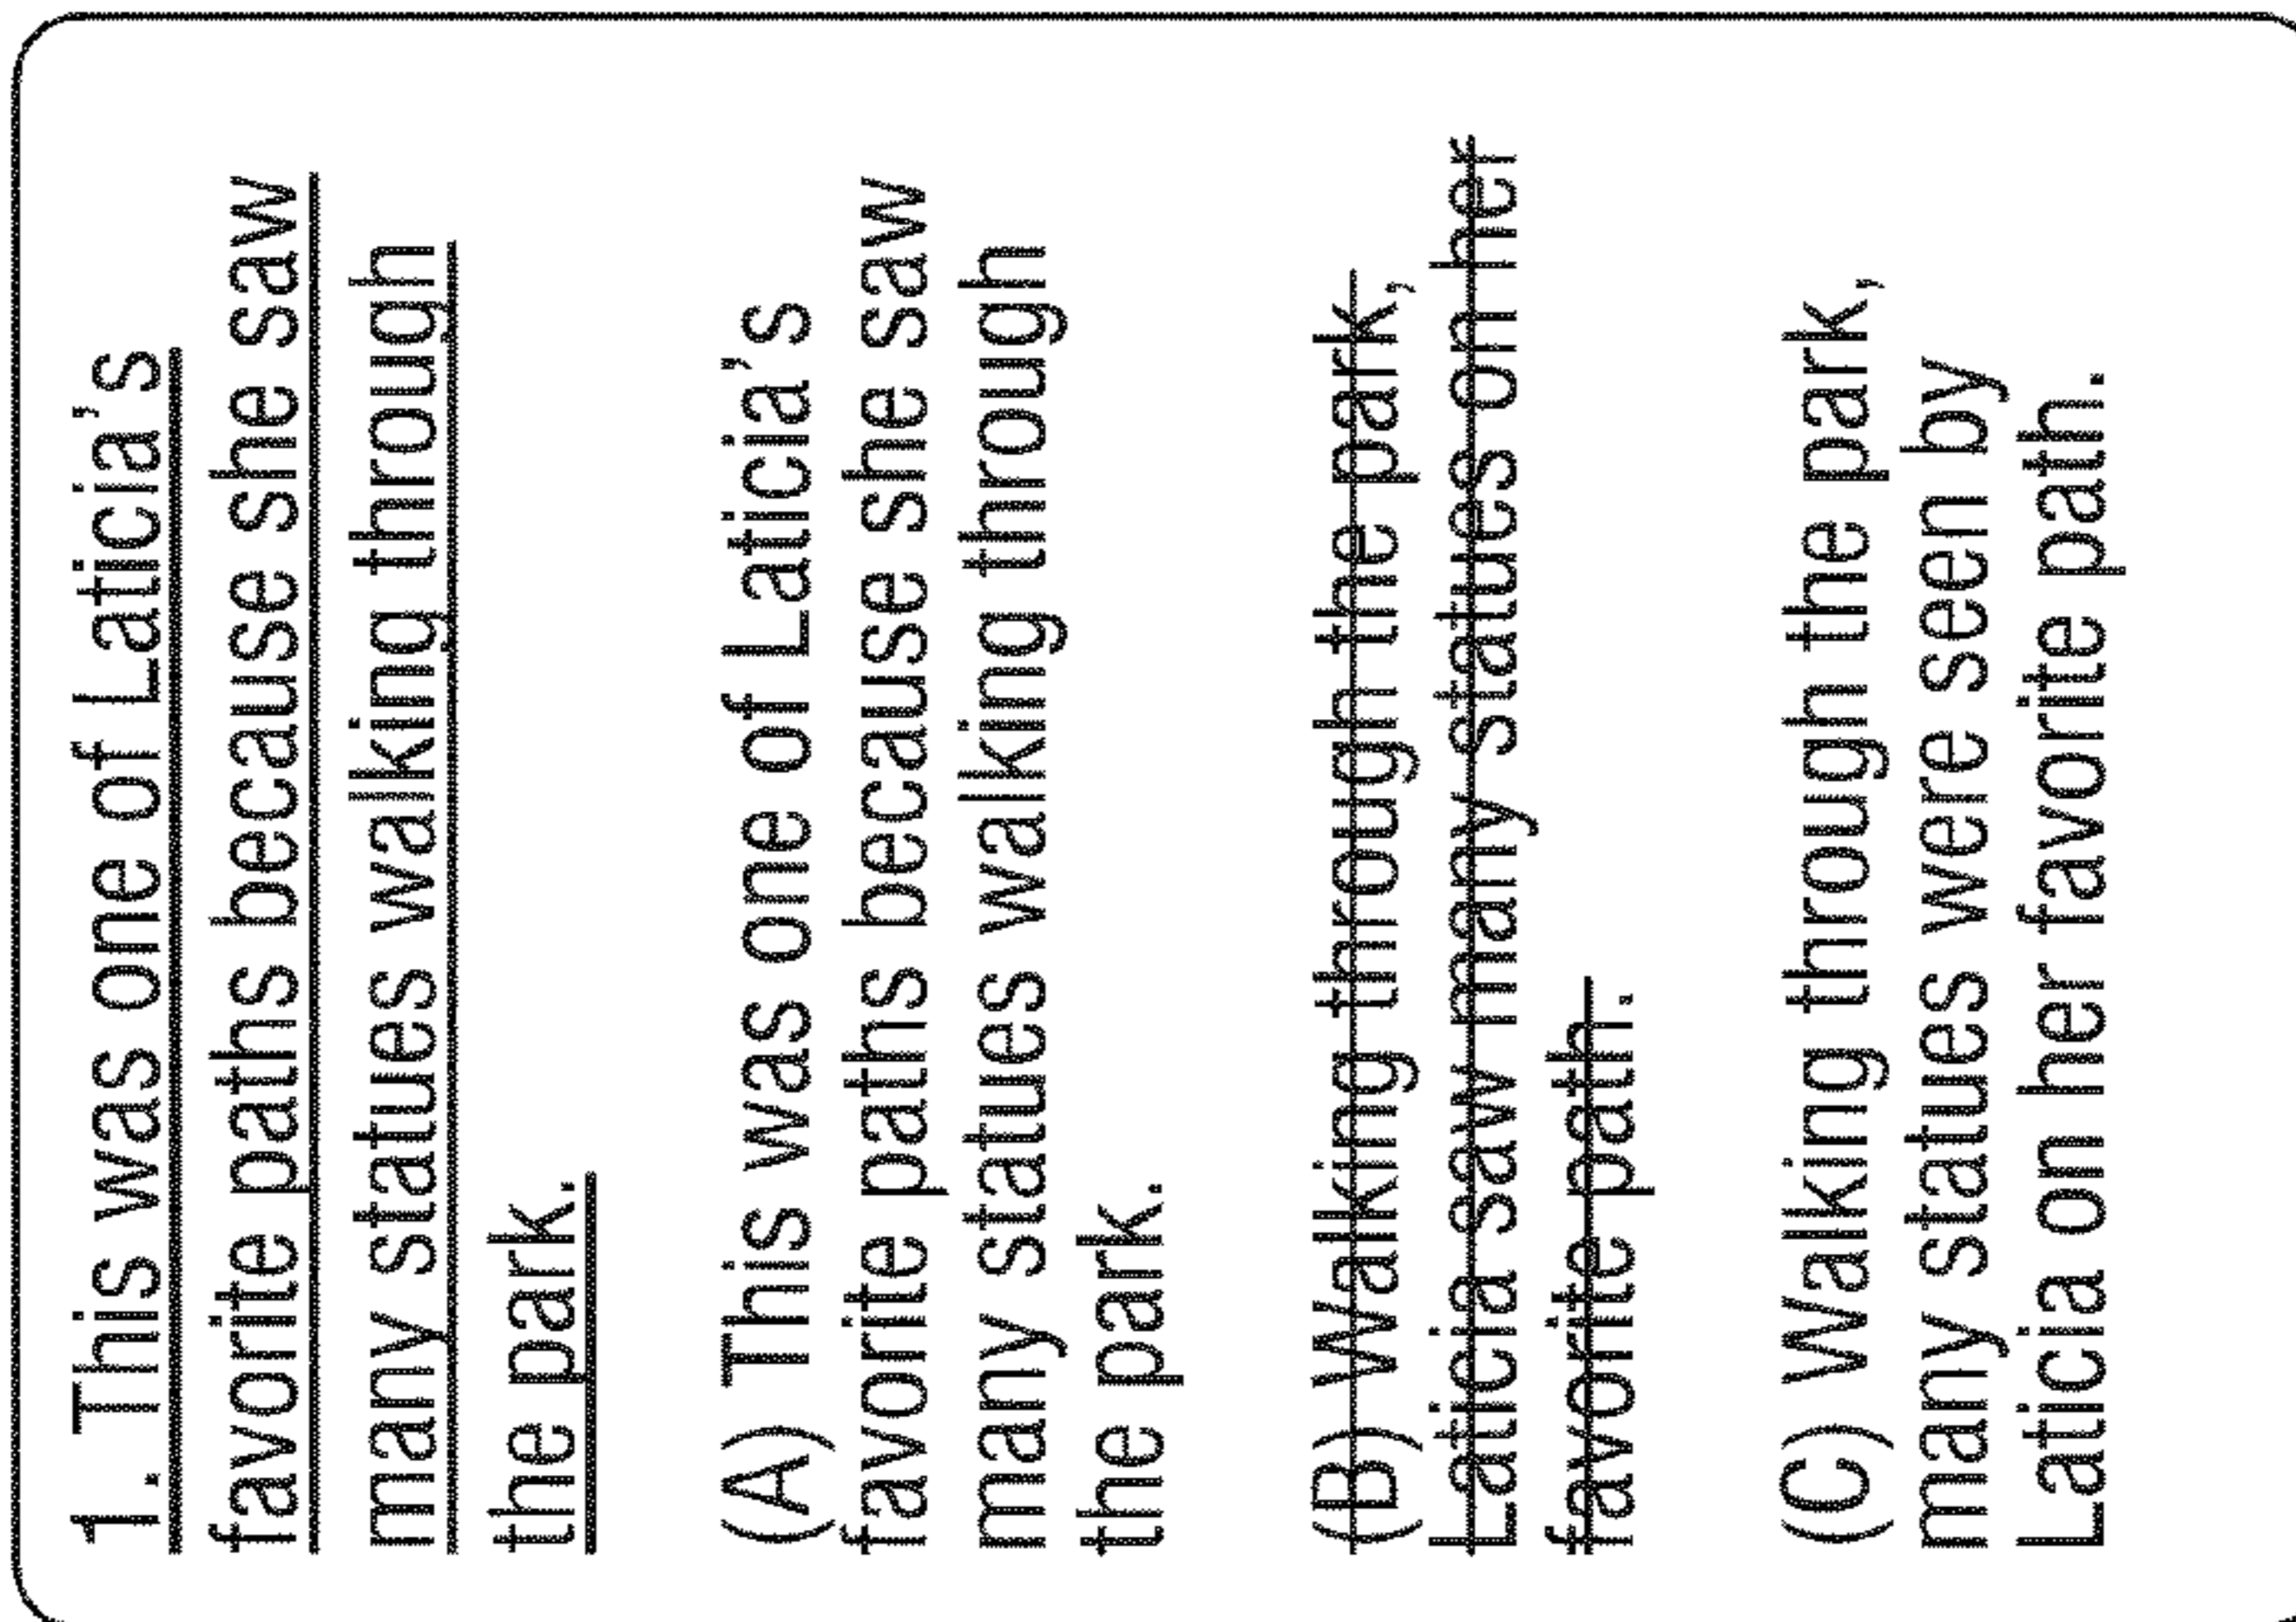 1. This was one of Laticia's
favorite paths because she saw
many statues walking through
the park.
(A) This was one of Laticia's
favorite paths because she saw
many statues walking through
the park.
(B) Walking through the park,
Laticia saw many statues on her
favorite path.
(C) Walking through the park,
many statues were seen by
Laticia on her favorite path.